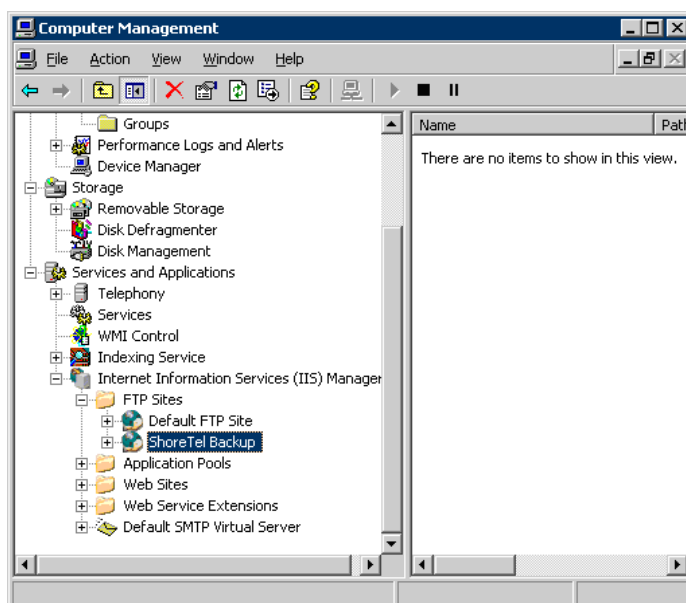 Computer Management
File Action View Window Help
Name Path
Groups
Performance Logs and Alerts
Device Manager
Storage
Removable Storage
Disk Defragmenter
Disk Management
Services and Applications
Telephony
Services
WMI Control
Indexing Service
Internet Information Services (IIS) Manager
FTP Sites
Default FTP Site
ShoreTel Backup
Application Pools
Web Sites
Web Service Extensions
Default SMTP Virtual Server
There are no items to show in this view.